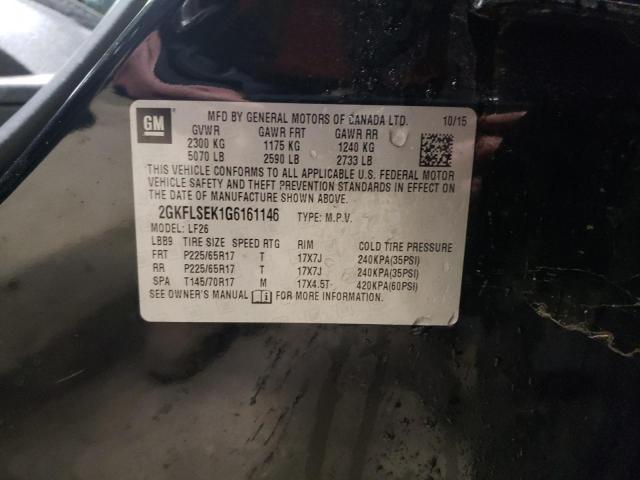 GM
MFD BY GENERAL MOTORS OF CANADA LTD. 10/15
GVWR GAWR FRT GAWR RR
2300 KG 1175 KG 1240 KG
5070 LB 2590 LB 2733 LB
THIS VEHICLE CONFORMS TO ALL APPLICABLE U.S. FEDERAL MOTOR
VEHICLE SAFETY AND THEFT PREVENTION STANDARDS IN EFFECT ON
THE DATE OF MANUFACTURE SHOWN ABOVE.
2GKFLSEK1G6161146 TYPE: M.P.V.
MODEL: LF26
LBB9 TIRE SIZE SPEED RTG RIM COLD TIRE PRESSURE
FRT P225/65R17 T 17X7J 240KPA(35PSI)
RR P225/65R17 T 17X7J 240KPA(35PSI)
SPA T145/70R17 M 17X4.5T 420KPA(60PSI)
SEE OWNER'S MANUAL FOR MORE INFORMATION.